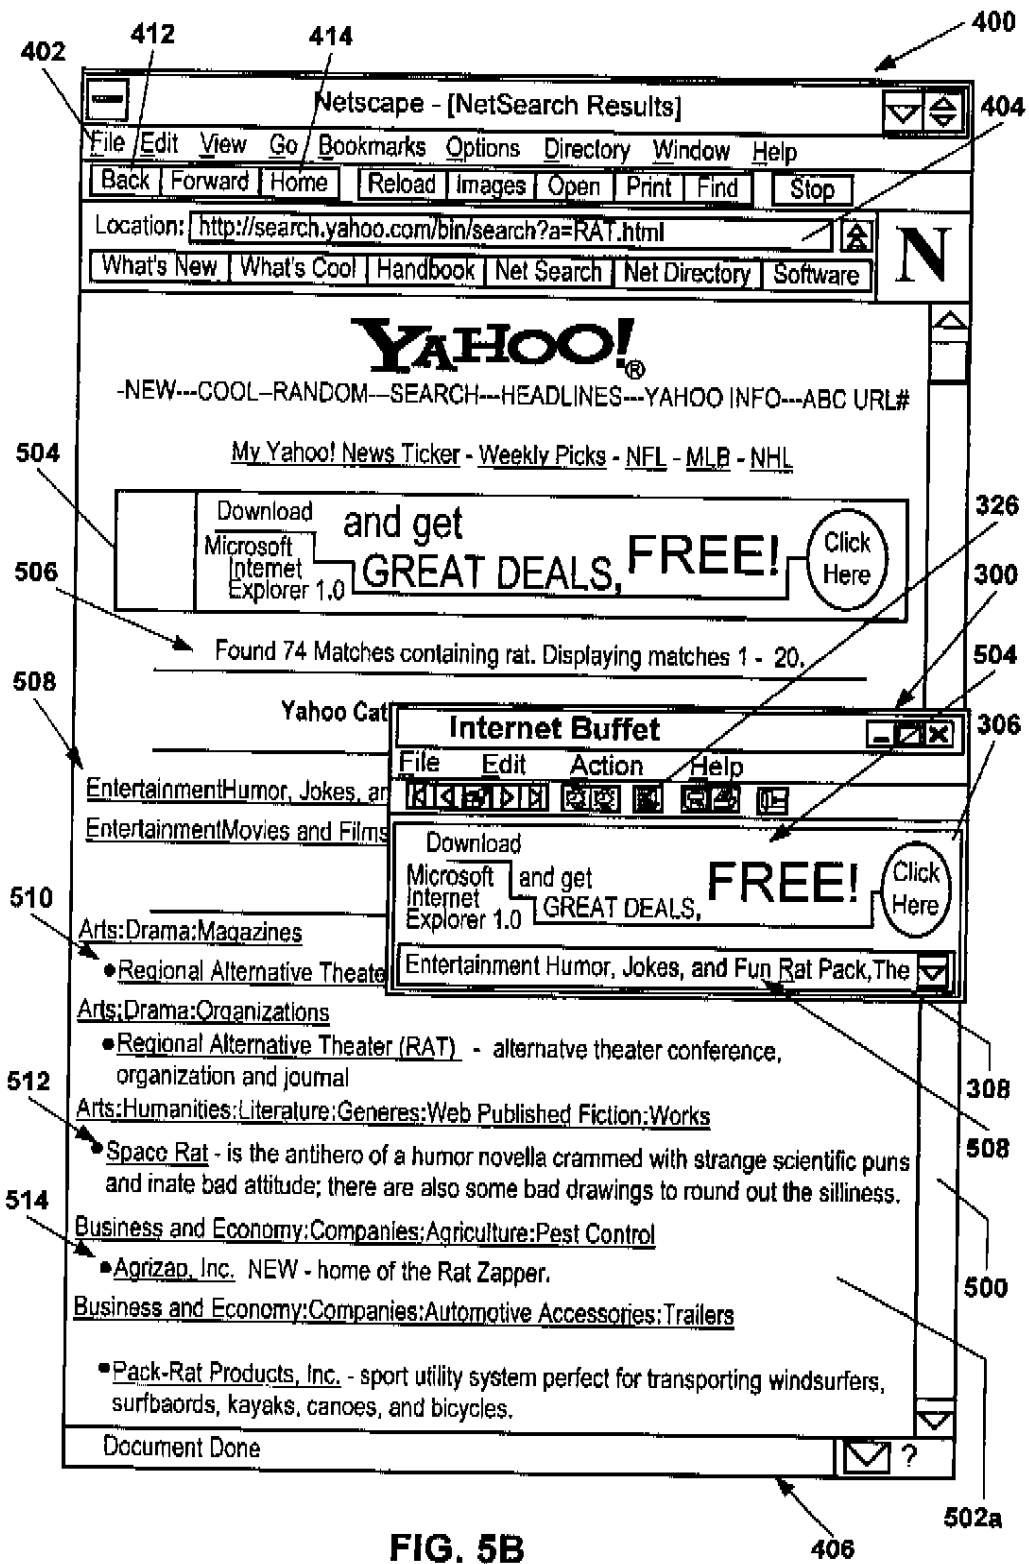 412
414
400
402
Netscape - [NetSearch Results]
404
File Edit View Go Bookmarks Options Directory Window Help
Back Forward Home Reload Images Open Print Find Stop
Location: http://search.yahoo.com/bin/search?a=RAT.html
N
What's New What's Cool Handbook Net Search Net Directory Software
YAHOO!®
-NEW---COOL--RANDOM---SEARCH---HEADLINES---YAHOO INFO---ABC URL#
My Yahoo! News Ticker - Weekly Picks - NFL - MLB - NHL
504
Download
Microsoft
Internet
Explorer 1.0
and get
GREAT DEALS,
FREE!
Click
Here
326
300
506
Found 74 Matches containing rat. Displaying matches 1 - 20.
504
508
Yahoo Cat
306
Internet Buffet
File Edit Action Help
EntertainmentHumor, Jokes, an
EntertainmentMovies and Films
Download
Microsoft
Internet
Explorer 1.0
and get
GREAT DEALS,
FREE!
Click
Here
510
Arts:Drama:Magazines
•Regional Alternative Theate
Entertainment Humor, Jokes, and Fun Rat Pack,The
Arts;Drama:Organizations
•Regional Alternative Theater (RAT) - alternatve theater conference,
organization and journal
308
512
Arts:Humanities:Literature:Generes:Web Published Fiction:Works
508
•Space Rat - is the antihero of a humor novella crammed with strange scientific puns
and inate bad attitude; there are also some bad drawings to round out the silliness.
514
Business and Economy:Companies;Agriculture:Pest Control
•Agrizap, Inc. NEW - home of the Rat Zapper.
500
Business and Economy:Companies:Automotive Accessories:Trailers
•Pack-Rat Products, Inc. - sport utility system perfect for transporting windsurfers,
surfbaords, kayaks, canoes, and bicycles.
Document Done
?
502a
406
FIG. 5B